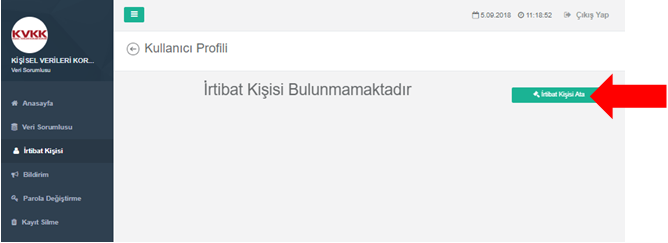 5.09.2018 11:18:52 Çıkış Yap
KVKK
KİŞİSEL VERİLERİ KOR...
Veri Sorumlusu
Anasayfa
Veri Sorumlusu
İrtibat Kişisi
Bildirim
Parola Değiştirme
Kayıt Silme
Kullanıcı Profili
İrtibat Kişisi Bulunmamaktadır
İrtibat Kişisi Ata